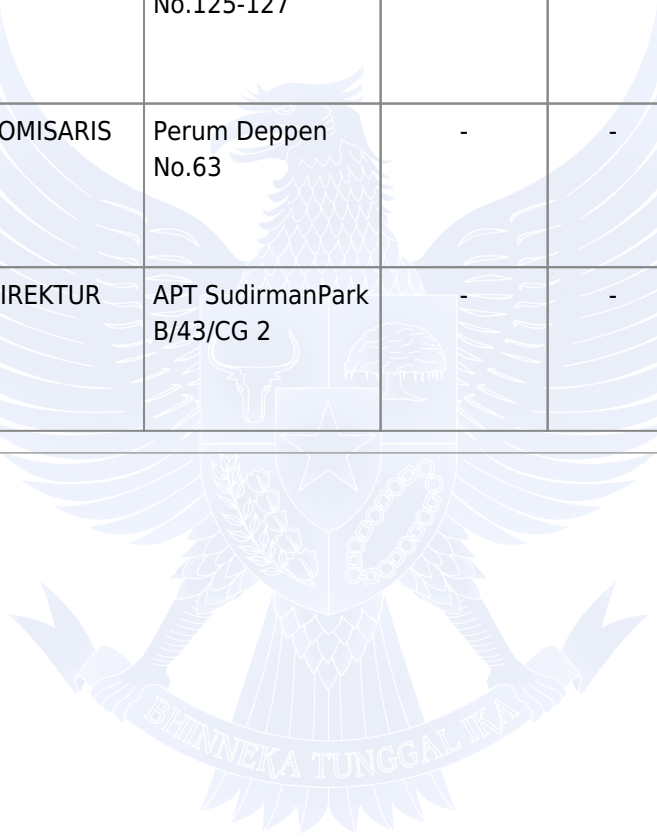 No.125-127
OMISARIS
Perum Deppen
No.63
-
-
IREKTUR
APT SudirmanPark
B/43/CG 2
-
-
BHINNEKA TUNGGAL IKA